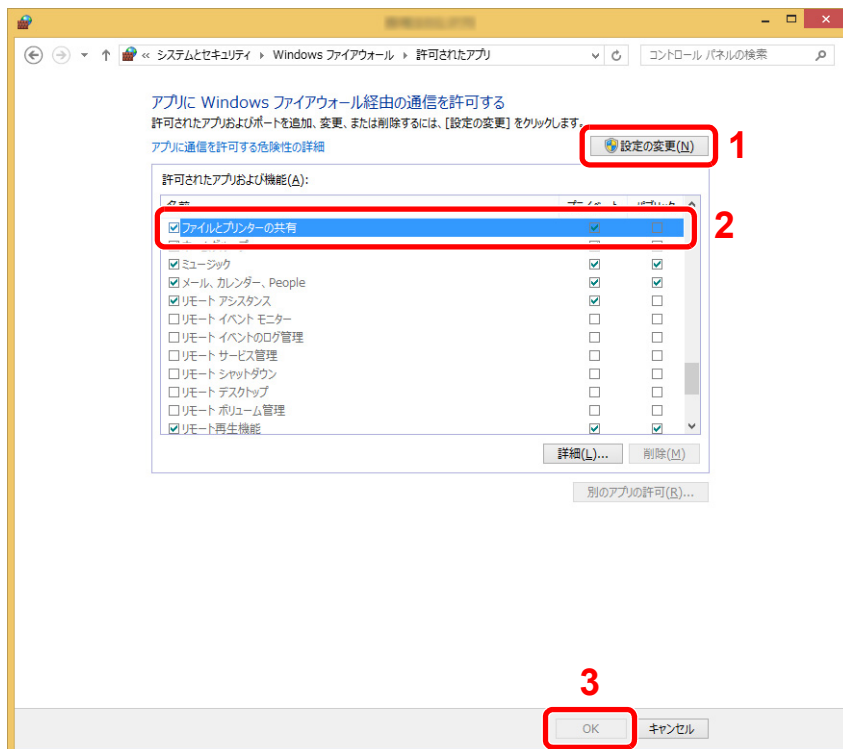 « システムとセキュリティ ▸ Windows ファイアウォール ▸ 許可されたアプリ
コントロール パネルの検索
アプリに Windows ファイアウォール経由の通信を許可する
許可されたアプリおよびポートを追加、変更、または削除するには、[設定の変更] をクリックします。
アプリに通信を許可する危険性の詳細
設定の変更(N)
1
許可されたアプリおよび機能(A):
名前 プライベート パブリック
ファイルとプリンターの共有
2
ミュージック
メール、カレンダー、People
リモート アシスタンス
リモート イベント モニター
リモート イベントのログ管理
リモート サービス管理
リモート シャットダウン
リモート デスクトップ
リモート ボリューム管理
リモート再生機能
詳細(L)... 削除(M)
別のアプリの許可(R)...
3
OK キャンセル